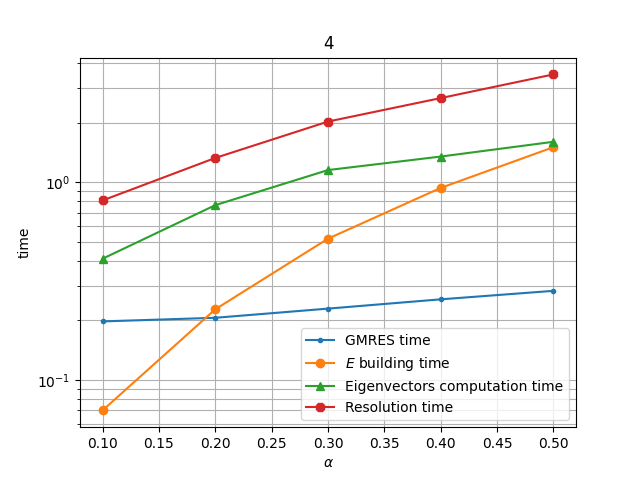 4
time
10⁰
10⁻¹
0.10 0.15 0.20 0.25 0.30 0.35 0.40 0.45 0.50
α
GMRES time
E building time
Eigenvectors computation time
Resolution time